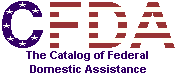 CFDA
The Catalog of Federal
Domestic Assistance